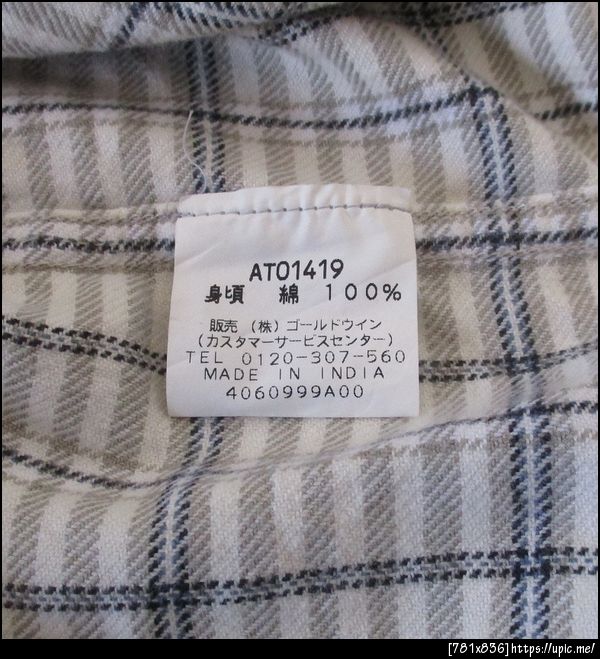 ATO1419
身頃 綿 100%
販売 (株) ゴールドウイン
(カスタマーサービスセンター)
TEL 0120-307-560
MADE IN INDIA
4060999A00
[781x836]https://upic.me/